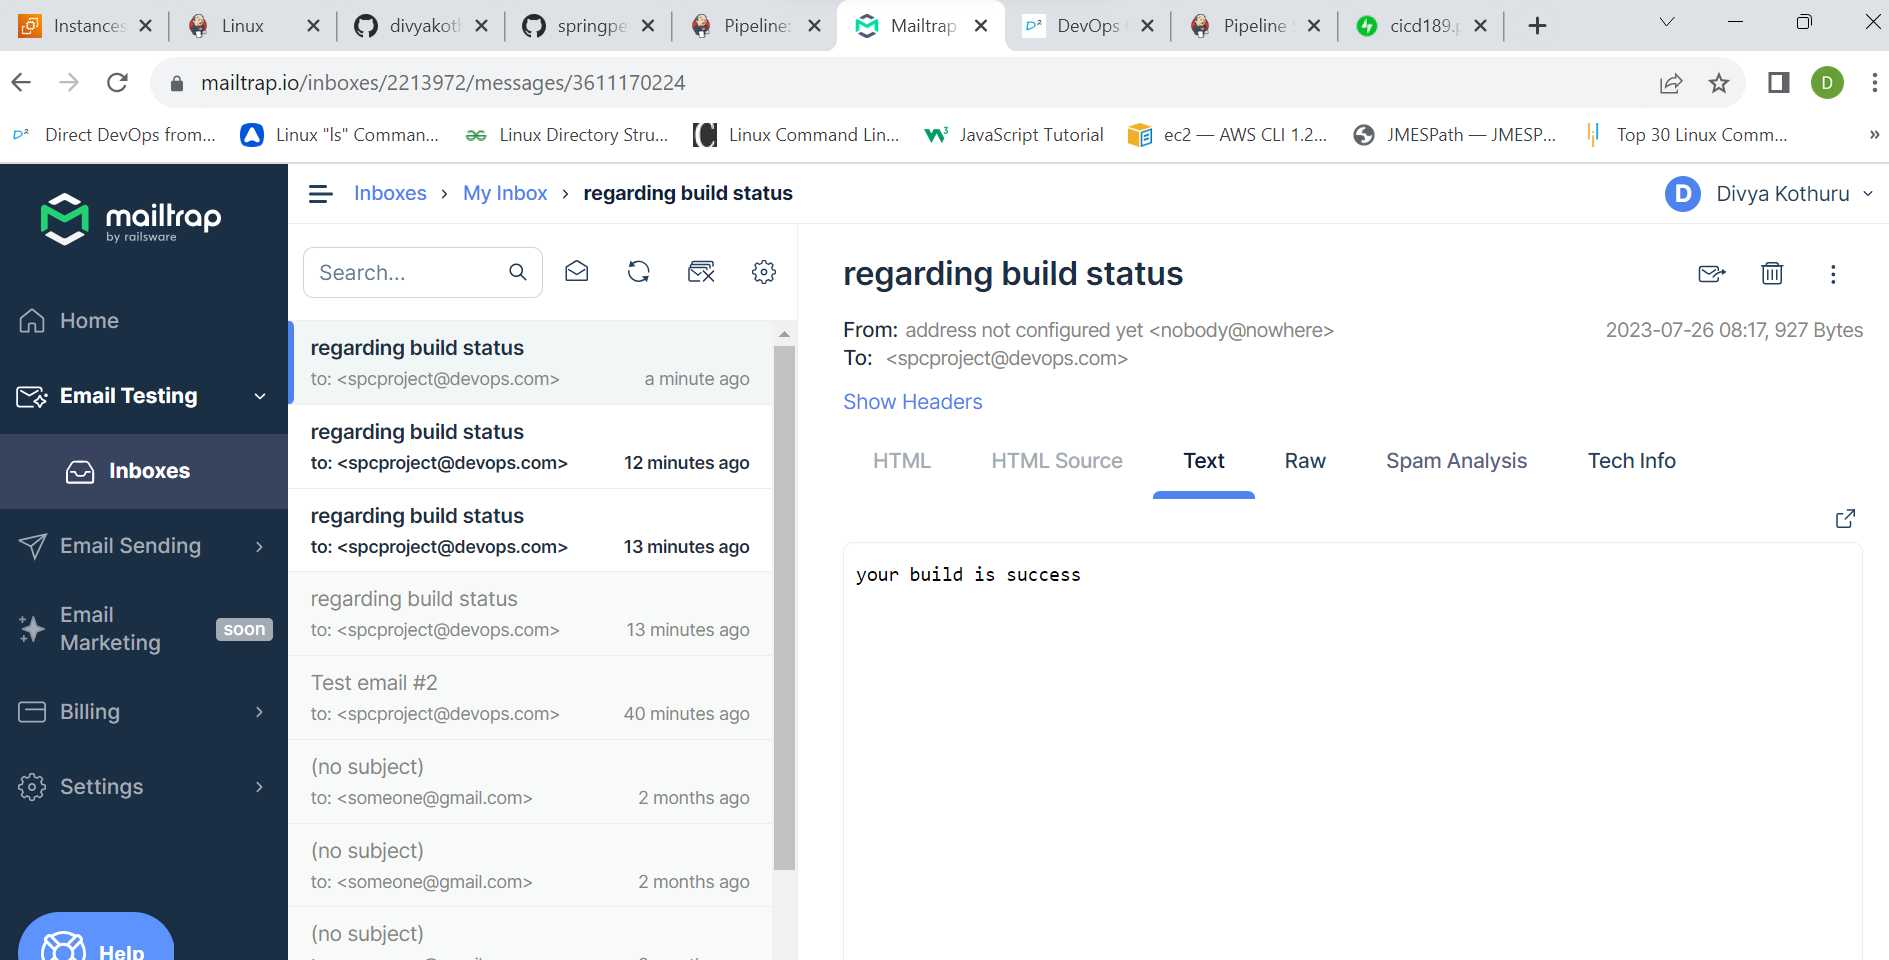 Instances
Linux
divyakoth
springpe
Pipeline:
Mailtrap
DevOps
Pipeline
cicd189.p
mailtrap.io/inboxes/2213972/messages/3611170224
D
Direct DevOps from...
Linux "ls" Comman...
Linux Directory Stru...
Linux Command Lin...
JavaScript Tutorial
ec2 — AWS CLI 1.2...
JMESPath — JMESP...
Top 30 Linux Comm...
»
mailtrap
by railsware
Home
Email Testing
Inboxes
Email Sending
Email
Marketing
soon
Billing
Settings
Help
Inboxes › My Inbox › regarding build status
D Divya Kothuru
Search...
regarding build status
to: <spcproject@devops.com> a minute ago
regarding build status
to: <spcproject@devops.com> 12 minutes ago
regarding build status
to: <spcproject@devops.com> 13 minutes ago
regarding build status
to: <spcproject@devops.com> 13 minutes ago
Test email #2
to: <spcproject@devops.com> 40 minutes ago
(no subject)
to: <someone@gmail.com> 2 months ago
(no subject)
to: <someone@gmail.com> 2 months ago
(no subject)
regarding build status
From: address not configured yet <nobody@nowhere> 2023-07-26 08:17, 927 Bytes
To: <spcproject@devops.com>
Show Headers
HTML HTML Source Text Raw Spam Analysis Tech Info
your build is success